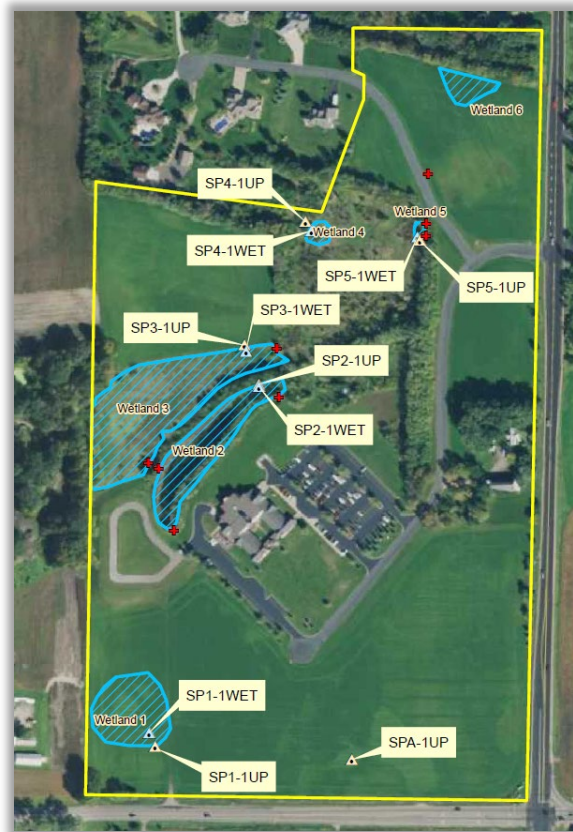 Wetland 6
SP4-1UP
Wetland 5
Wetland 4
SP4-1WET
SP5-1WET
SP5-1UP
SP3-1WET
SP3-1UP
SP2-1UP
Wetland 3
SP2-1WET
Wetland 2
SP1-1WET
Wetland 1
SPA-1UP
SP1-1UP